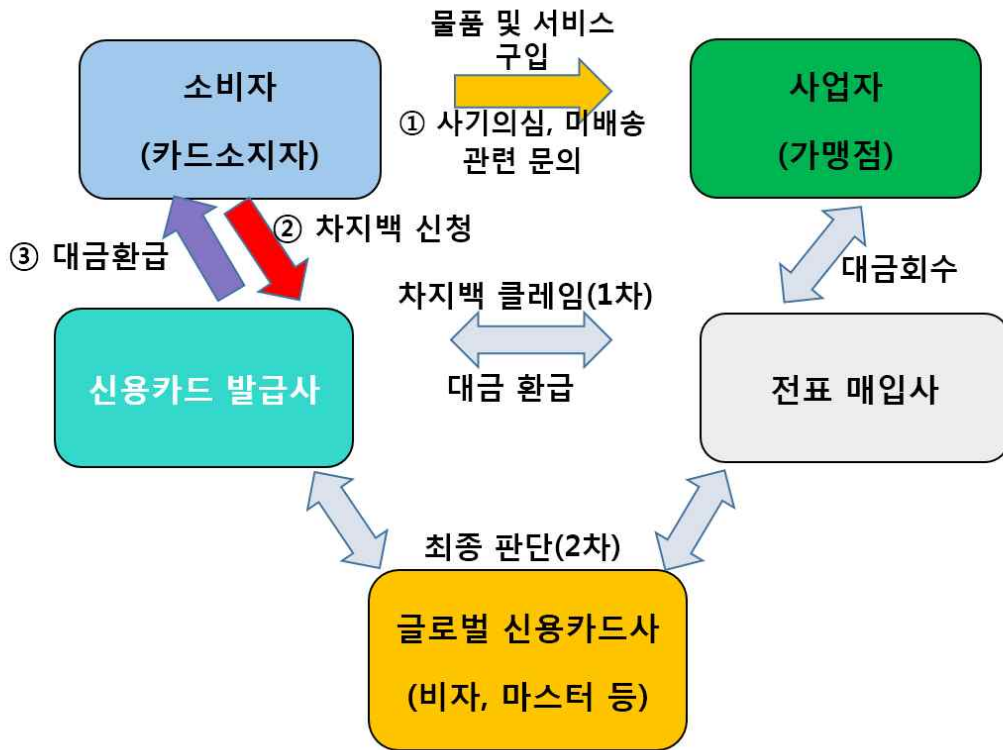 물품 및 서비스
구입
소비자
(카드소지자)
사업자
(가맹점)
① 사기의심, 미배송
관련 문의
② 차지백 신청
③ 대금환급
대금회수
차지백 클레임(1차)
대금 환급
신용카드 발급사
전표 매입사
최종 판단(2차)
글로벌 신용카드사
(비자, 마스터 등)